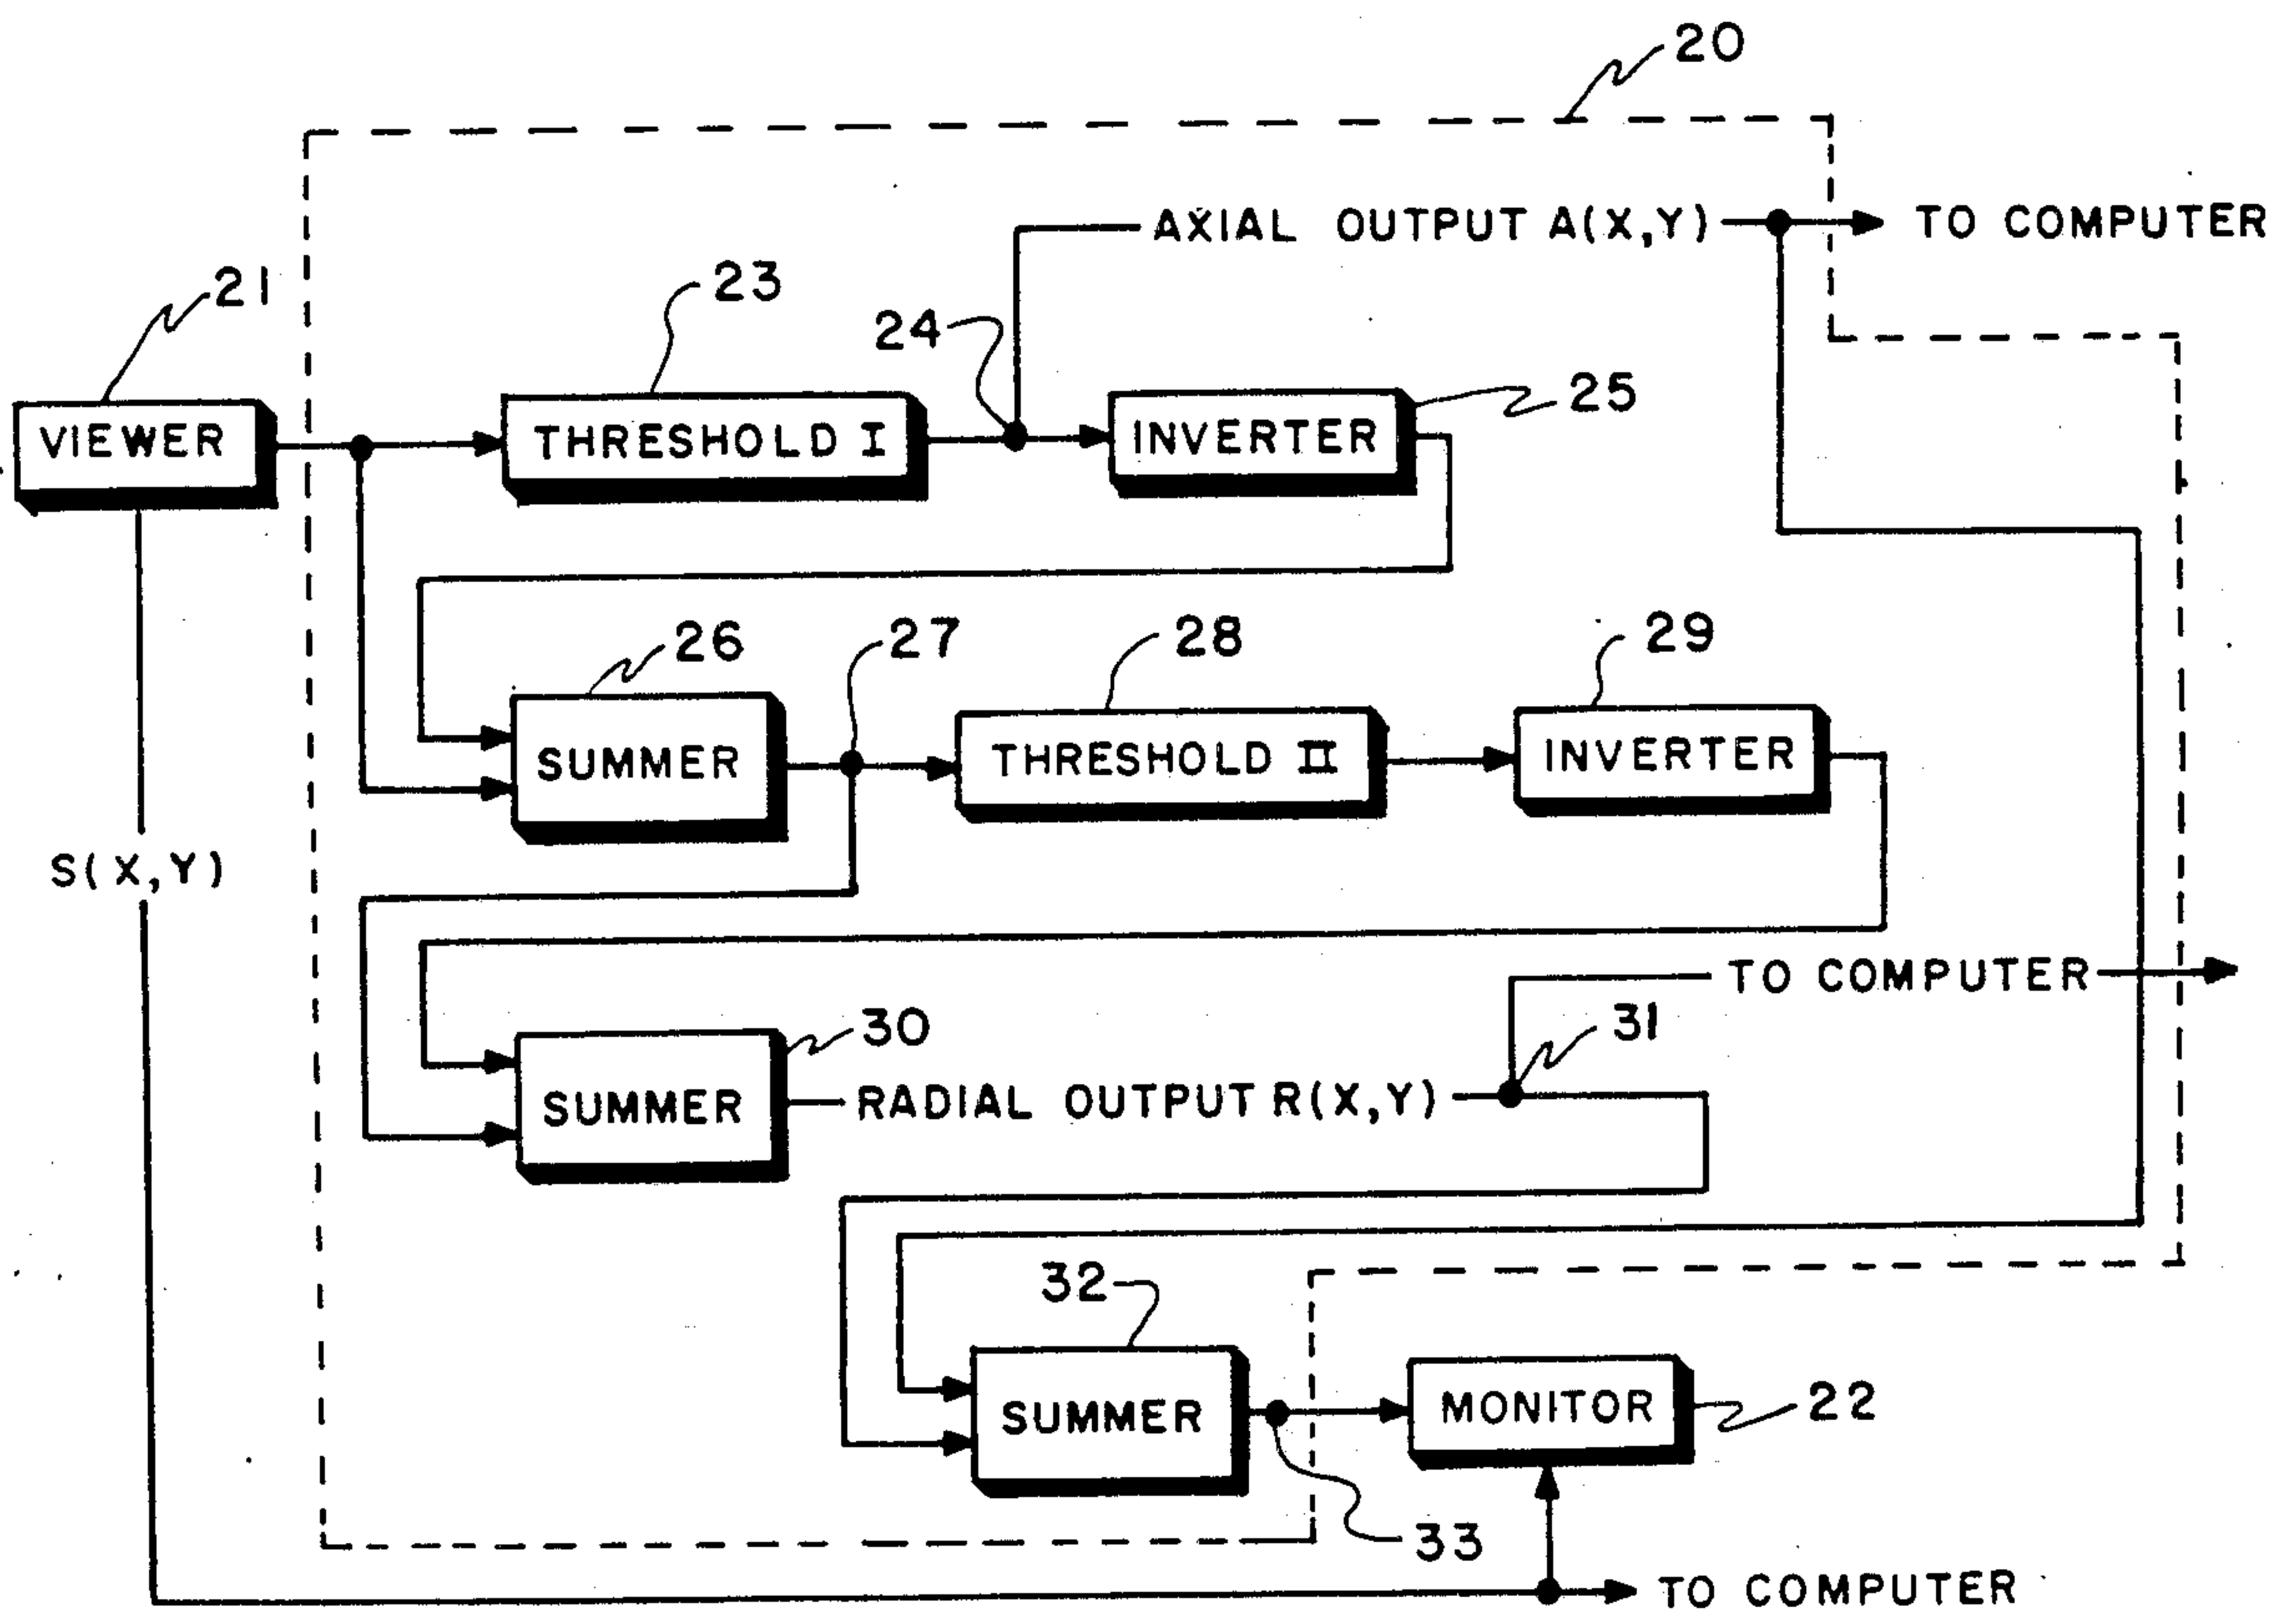 20
AXIAL OUTPUT A(X,Y)
TO COMPUTER
21
23
24
25
VIEWER
THRESHOLD I
INVERTER
26
27
28
29
SUMMER
THRESHOLD II
INVERTER
S(X,Y)
TO COMPUTER
30
31
SUMMER
RADIAL OUTPUT R(X,Y)
32
SUMMER
MONITOR
22
33
TO COMPUTER